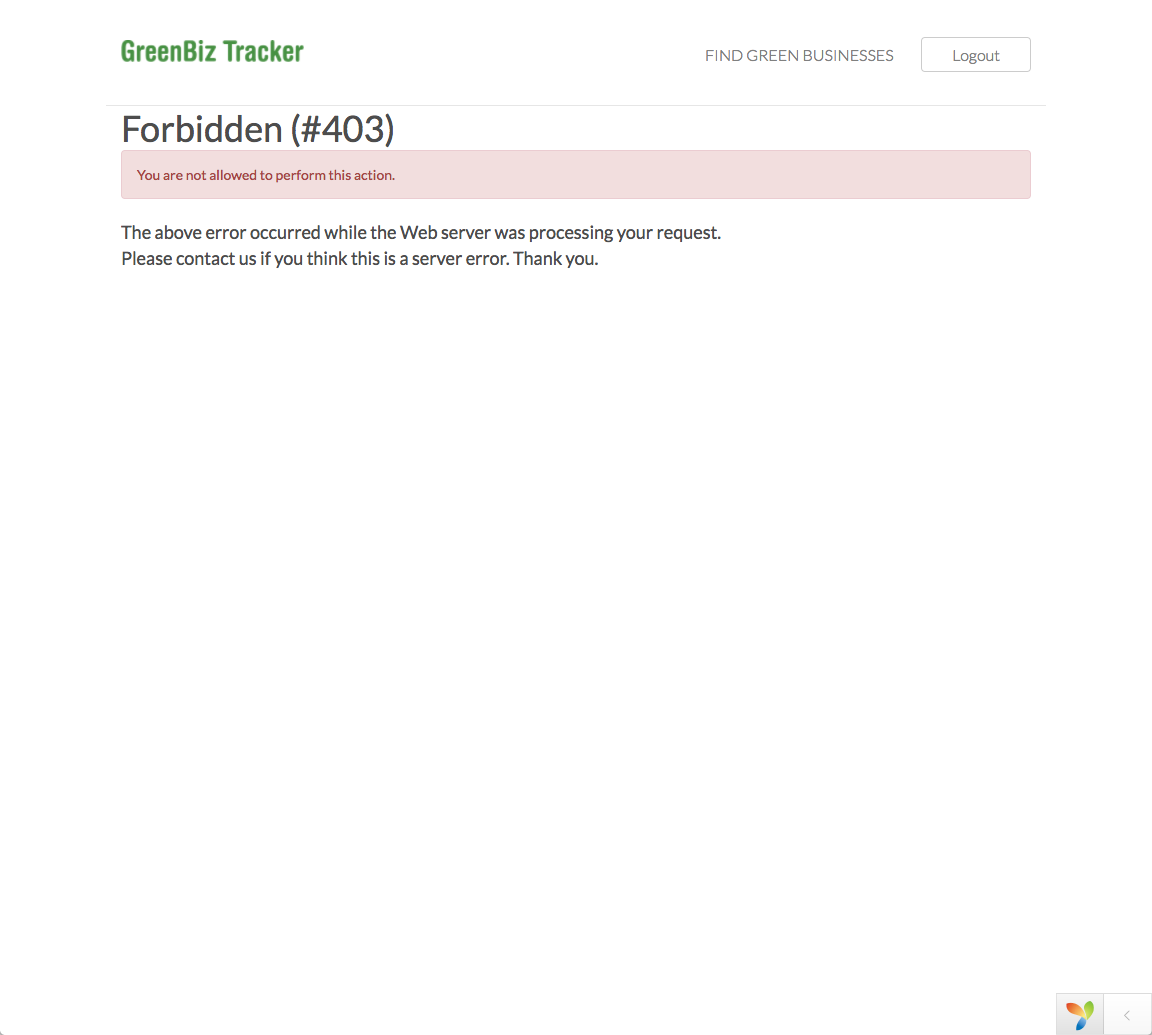 GreenBiz Tracker
FIND GREEN BUSINESSES
Logout
Forbidden (#403)
You are not allowed to perform this action.
The above error occurred while the Web server was processing your request.
Please contact us if you think this is a server error. Thank you.